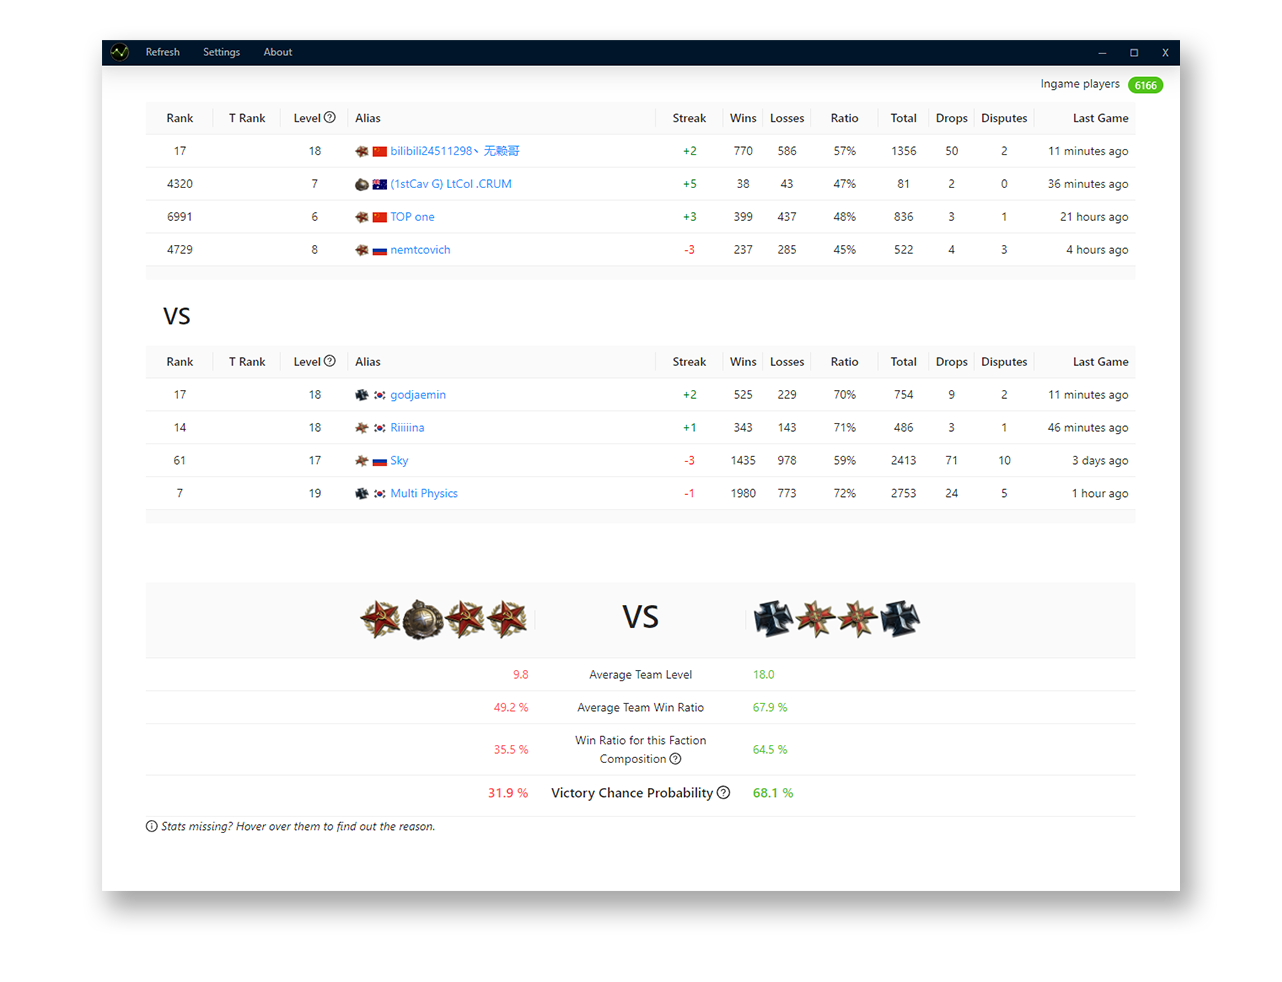 Refresh Settings About X
Ingame players 6166
Rank T Rank Level Alias Streak Wins Losses Ratio Total Drops Disputes Last Game
17 18 bilibili24511298丶无赖哥 +2 770 586 57% 1356 50 2 11 minutes ago
4320 7 (1stCav G) LtCol .CRUM +5 38 43 47% 81 2 0 36 minutes ago
6991 6 TOP one +3 399 437 48% 836 3 1 21 hours ago
4729 8 nemtcovich -3 237 285 45% 522 4 3 4 hours ago
VS
Rank T Rank Level Alias Streak Wins Losses Ratio Total Drops Disputes Last Game
17 18 godjaemin +2 525 229 70% 754 9 2 11 minutes ago
14 18 Riiiiina +1 343 143 71% 486 3 1 46 minutes ago
61 17 Sky -3 1435 978 59% 2413 71 10 3 days ago
7 19 Multi Physics -1 1980 773 72% 2753 24 5 1 hour ago
VS
9.8 Average Team Level 18.0
49.2 % Average Team Win Ratio 67.9 %
35.5 % Win Ratio for this Faction Composition 64.5 %
31.9 % Victory Chance Probability 68.1 %
Stats missing? Hover over them to find out the reason.